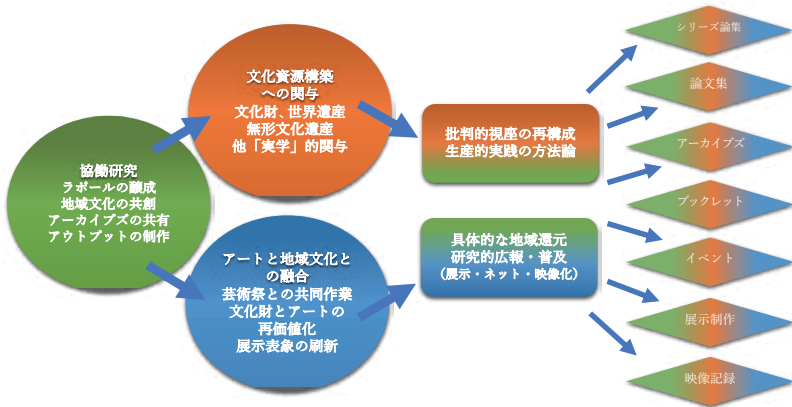 協働研究
ラポールの醸成
地域文化の共創
アーカイブズの共有
アウトプットの制作
文化資源構築
への関与
文化財、世界遺産
無形文化遺産
他「実学」的関与
アートと地域文化と
の融合
芸術祭との共同作業
文化財とアートの
再価値化
展示表象の刷新
批判的視座の再構成
生産的実践の方法論
具体的な地域還元
研究的広報・普及
(展示・ネット・映像化)
シリーズ論集
論文集
アーカイブズ
ブックレット
イベント
展示制作
映像記録